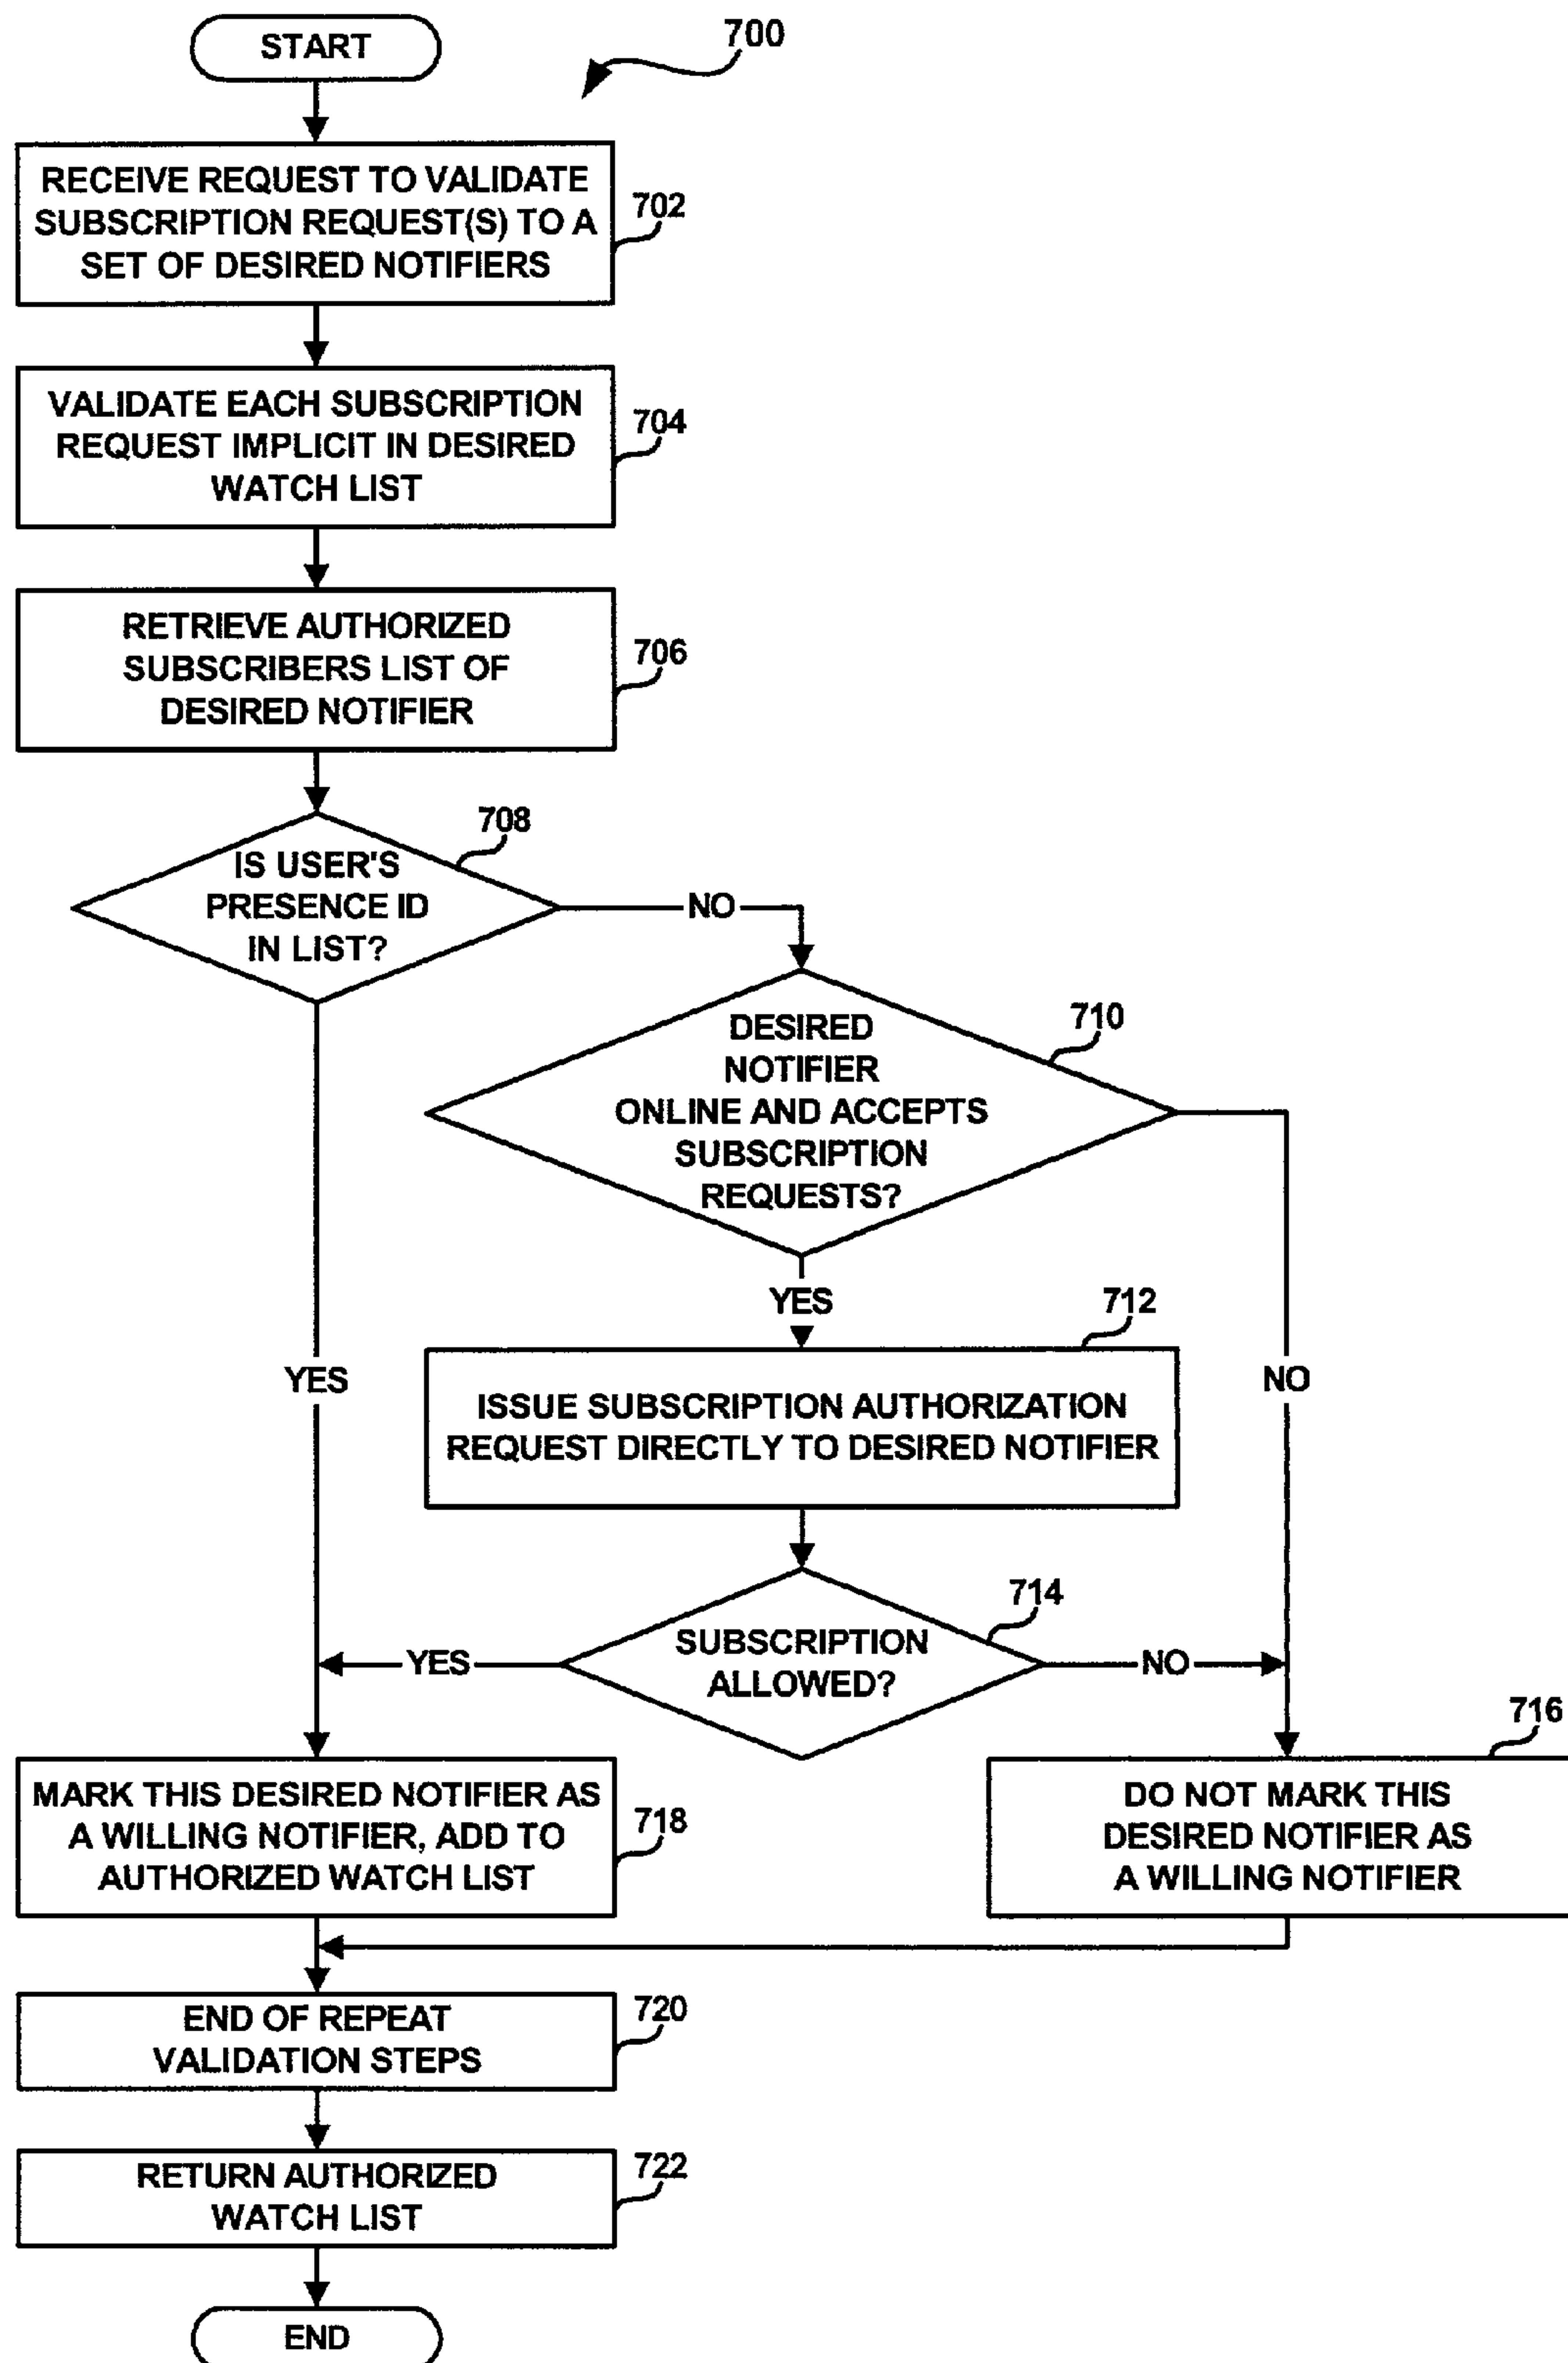 START
700
RECEIVE REQUEST TO VALIDATE
SUBSCRIPTION REQUEST(S) TO A
SET OF DESIRED NOTIFIERS
702
VALIDATE EACH SUBSCRIPTION
REQUEST IMPLICIT IN DESIRED
WATCH LIST
704
RETRIEVE AUTHORIZED
SUBSCRIBERS LIST OF
DESIRED NOTIFIER
706
IS USER'S
PRESENCE ID
IN LIST?
708
NO
DESIRED
NOTIFIER
ONLINE AND ACCEPTS
SUBSCRIPTION
REQUESTS?
710
YES
712
YES
ISSUE SUBSCRIPTION AUTHORIZATION
REQUEST DIRECTLY TO DESIRED NOTIFIER
NO
714
SUBSCRIPTION
ALLOWED?
YES
NO
716
MARK THIS DESIRED NOTIFIER AS
A WILLING NOTIFIER, ADD TO
AUTHORIZED WATCH LIST
718
DO NOT MARK THIS
DESIRED NOTIFIER AS
A WILLING NOTIFIER
END OF REPEAT
VALIDATION STEPS
720
RETURN AUTHORIZED
WATCH LIST
722
END